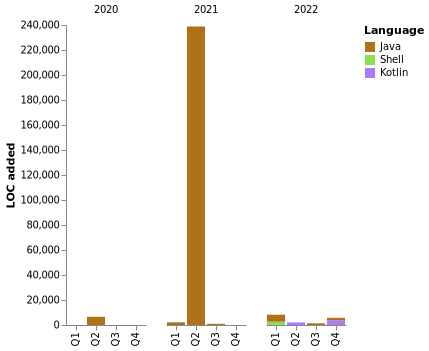 2020 2021 2022
Language
Java
Shell
Kotlin
LOC added
240,000
220,000
200,000
180,000
160,000
140,000
120,000
100,000
80,000
60,000
40,000
20,000
0
Q1 Q2 Q3 Q4 Q1 Q2 Q3 Q4 Q1 Q2 Q3 Q4